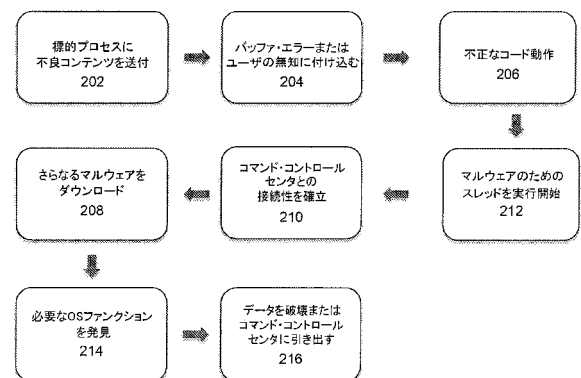 標的プロセスに
不良コンテンツを送付
202
バッファ・エラーまたは
ユーザの無知に付け込む
204
不正なコード動作
206
マルウェアのための
スレッドを実行開始
212
コマンド・コントロール
センタとの
接続性を確立
210
さらなるマルウェアを
ダウンロード
208
必要なOSファンクション
を発見
214
データを破壊または
コマンド・コントロール
センタに引き出す
216